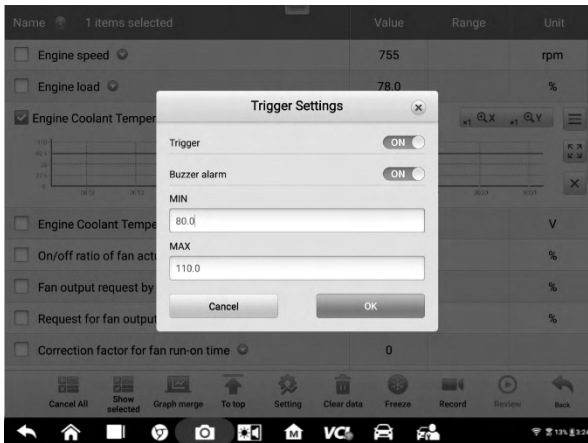 Name 1 items selected Value Range Unit
Engine speed 755 rpm
Engine load 78.0 %
Engine Coolant Temper x1 X x1 Y
Trigger Settings
Trigger ON
Buzzer alarm ON
MIN
80.0
MAX
110.0
Cancel OK
Engine Coolant Tempe V
On/off ratio of fan actu %
Fan output request by %
Request for fan output %
Correction factor for fan run-on time 0
Cancel All Show selected Graph merge To top Setting Clear data Freeze Record Review Back
M VCI